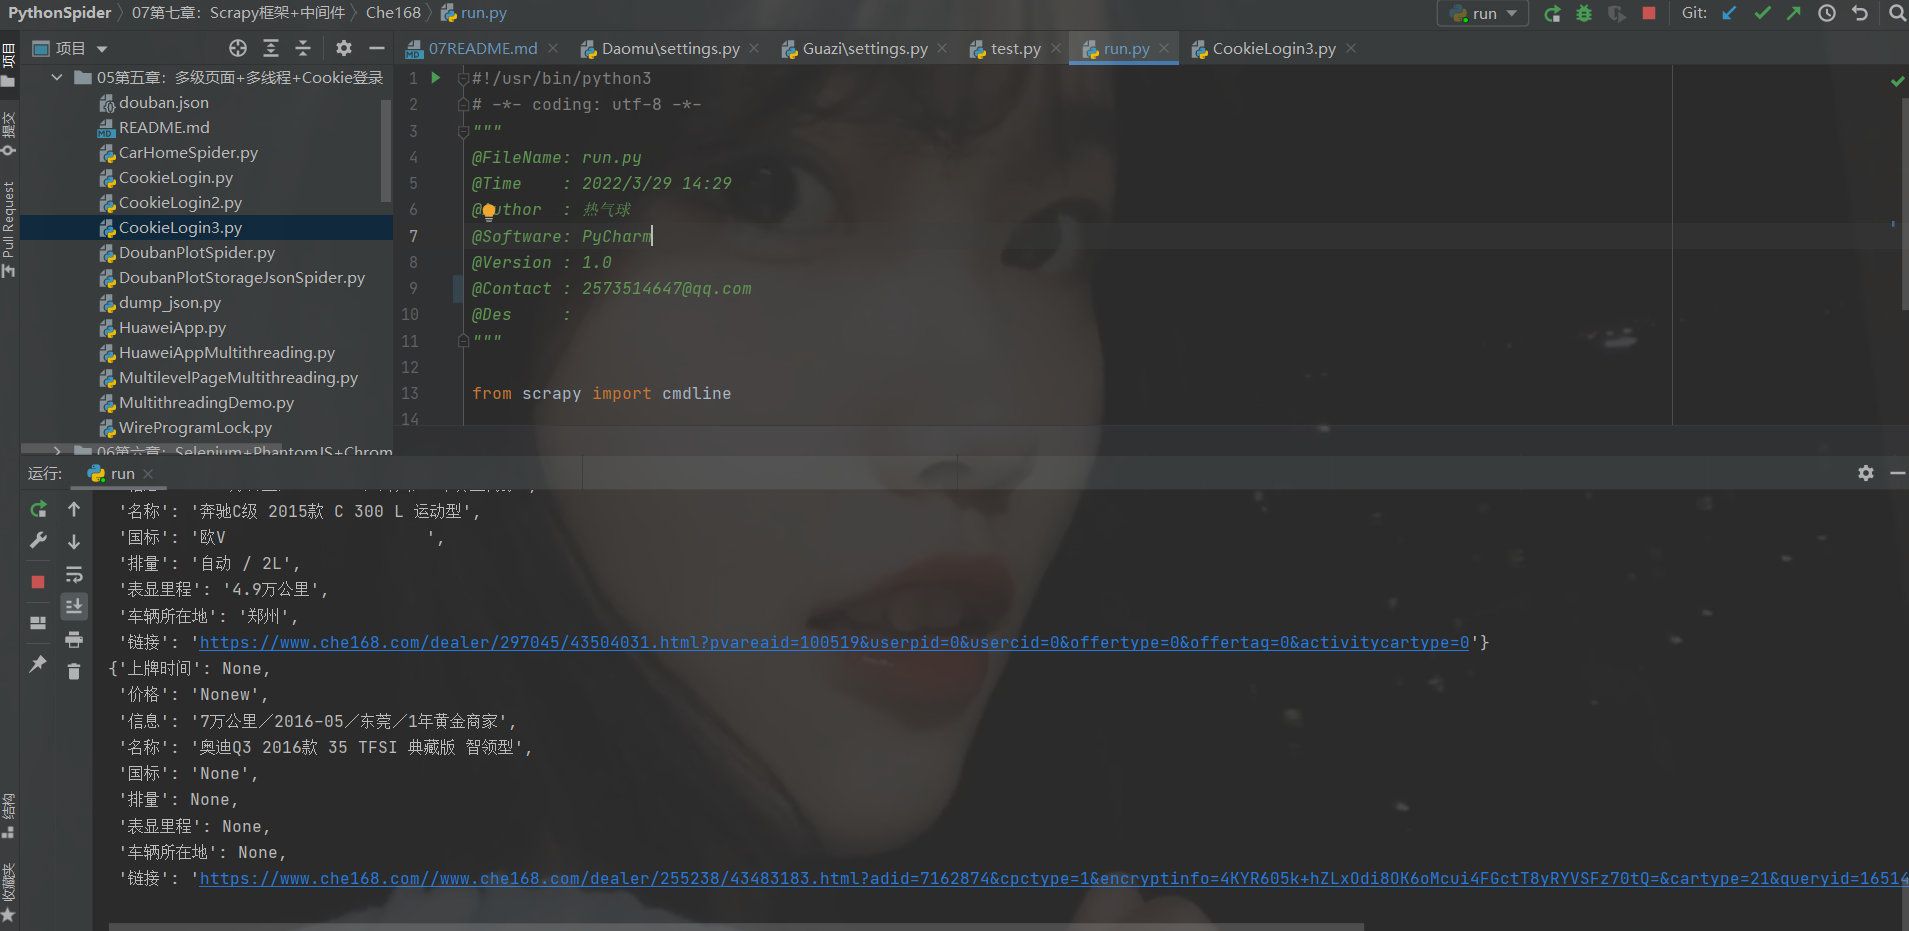 PythonSpider 〉 07第七章：Scrapy框架+中间件 〉 Che168 〉 run.py
run
Git:
项目
07README.md
Daomu\settings.py
Guazi\settings.py
test.py
run.py
CookieLogin3.py
项目
提交
Pull Request
结构
收藏夹
05第五章：多级页面+多线程+Cookie登录
douban.json
README.md
CarHomeSpider.py
CookieLogin.py
CookieLogin2.py
CookieLogin3.py
DoubanPlotSpider.py
DoubanPlotStorageJsonSpider.py
dump_json.py
HuaweiApp.py
HuaweiAppMultithreading.py
MultilevelPageMultithreading.py
MultithreadingDemo.py
WireProgramLock.py
06第六章：Selenium+PhantomJS+Chrom
1 #!/usr/bin/python3
2 # -*- coding: utf-8 -*-
3 """
4 @FileName: run.py
5 @Time    : 2022/3/29 14:29
6 @Author  : 热气球
7 @Software: PyCharm
8 @Version : 1.0
9 @Contact : 2573514647@qq.com
10 @Des     :
11 """
12
13 from scrapy import cmdline
14
运行: run
'名称': '奔驰C级 2015款 C 300 L 运动型',
'国标': '欧V                    ',
'排量': '自动 / 2L',
'表显里程': '4.9万公里',
'车辆所在地': '郑州',
'链接': 'https://www.che168.com/dealer/297045/43504031.html?pvareaid=100519&userpid=0&usercid=0&offertype=0&offertag=0&activitycartype=0'}
{'上牌时间': None,
'价格': 'Nonew',
'信息': '7万公里／2016-05／东莞／1年黄金商家',
'名称': '奥迪Q3 2016款 35 TFSI 典藏版 智领型',
'国标': 'None',
'排量': None,
'表显里程': None,
'车辆所在地': None,
'链接': 'https://www.che168.com//www.che168.com/dealer/255238/43483183.html?adid=7162874&cpctype=1&encryptinfo=4KYR605k+hZLxOdi8OK6oMcui4FGctT8yRYVSFz70tQ=&cartype=21&queryid=16514